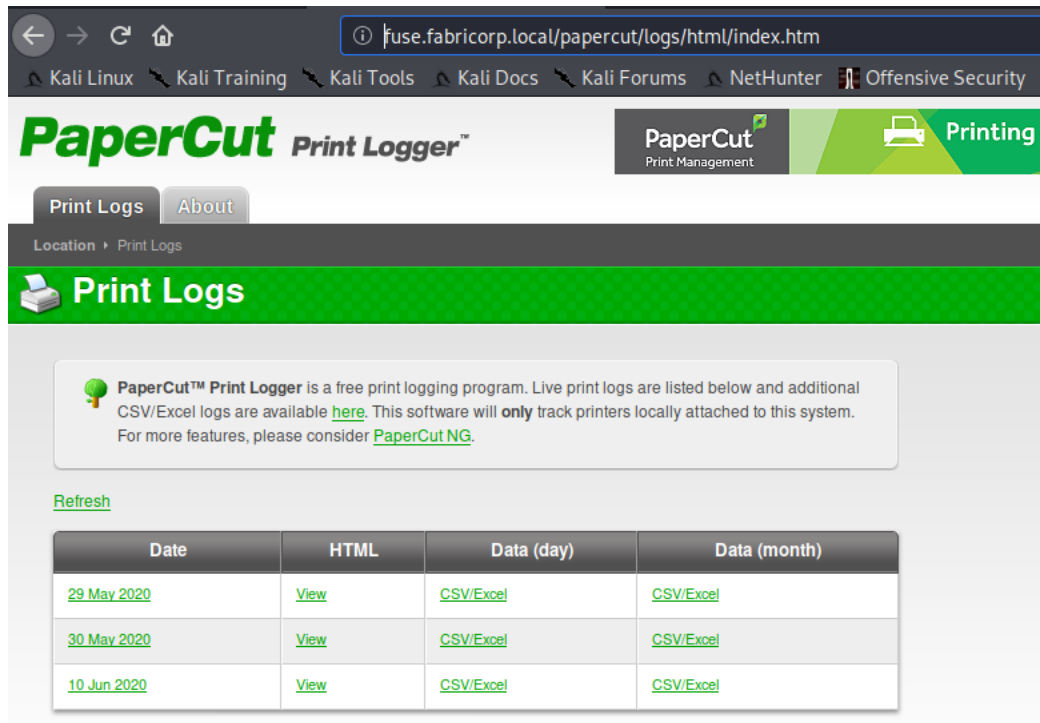 fuse.fabricorp.local/papercut/logs/html/index.htm
Kali Linux Kali Training Kali Tools Kali Docs Kali Forums NetHunter Offensive Security
PaperCut Print Logger™
PaperCut
Print Management
Printing
Print Logs About
Location Print Logs
Print Logs
PaperCut™ Print Logger is a free print logging program. Live print logs are listed below and additional
CSV/Excel logs are available here. This software will only track printers locally attached to this system.
For more features, please consider PaperCut NG.
Refresh
Date HTML Data (day) Data (month)
29 May 2020 View CSV/Excel CSV/Excel
30 May 2020 View CSV/Excel CSV/Excel
10 Jun 2020 View CSV/Excel CSV/Excel